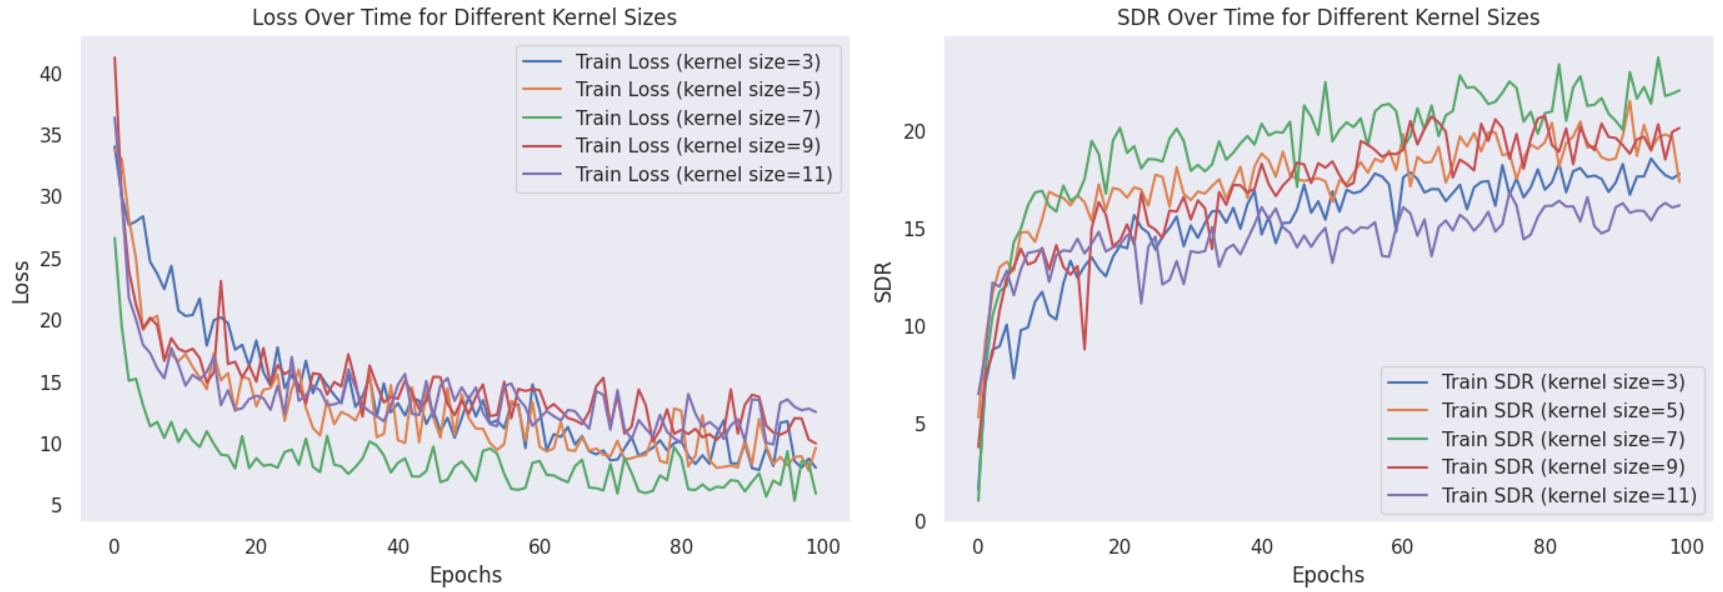 Loss Over Time for Different Kernel Sizes
Loss
40
35
30
25
20
15
10
5
0
20
40
60
80
100
Epochs
Train Loss (kernel size=3)
Train Loss (kernel size=5)
Train Loss (kernel size=7)
Train Loss (kernel size=9)
Train Loss (kernel size=11)
SDR Over Time for Different Kernel Sizes
SDR
20
15
10
5
0
0
20
40
60
80
100
Epochs
Train SDR (kernel size=3)
Train SDR (kernel size=5)
Train SDR (kernel size=7)
Train SDR (kernel size=9)
Train SDR (kernel size=11)